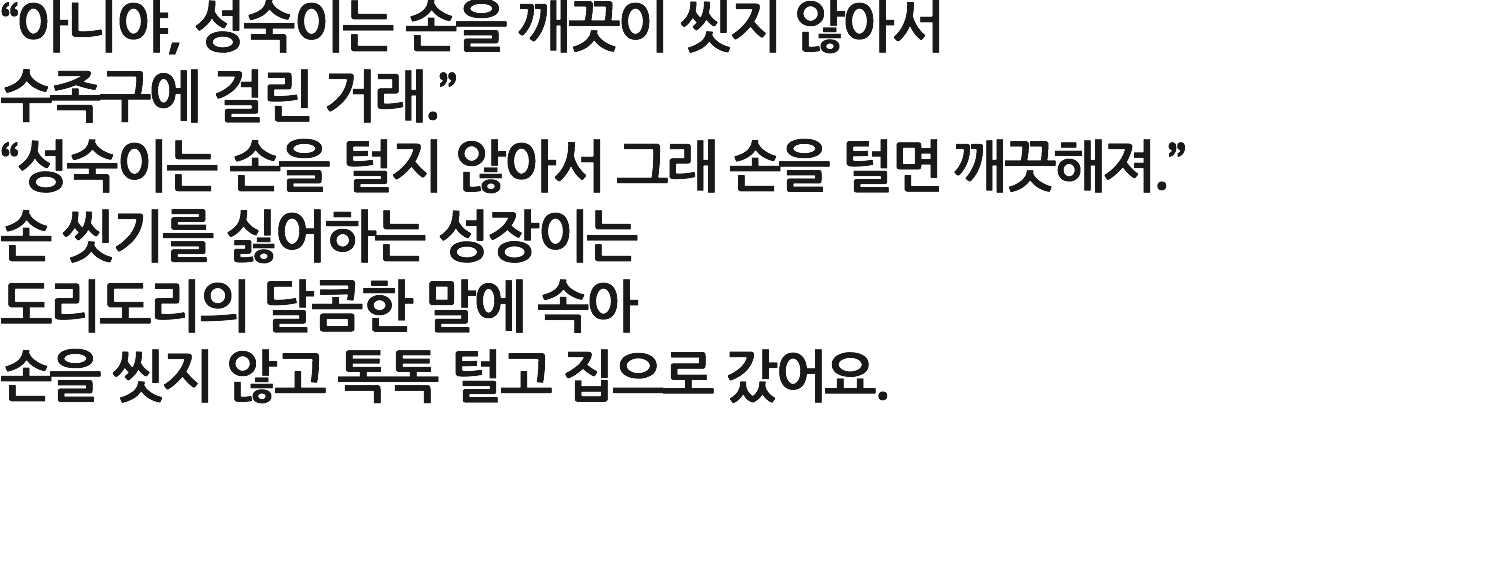 “아니야, 성숙이는 손을 깨끗이 씻지 않아서
수족구에 걸린 거래.”
“성숙이는 손을 털지 않아서 그래 손을 털면 깨끗해져.”
손 씻기를 싫어하는 성장이는
도리도리의 달콤한 말에 속아
손을 씻지 않고 톡톡 털고 집으로 갔어요.